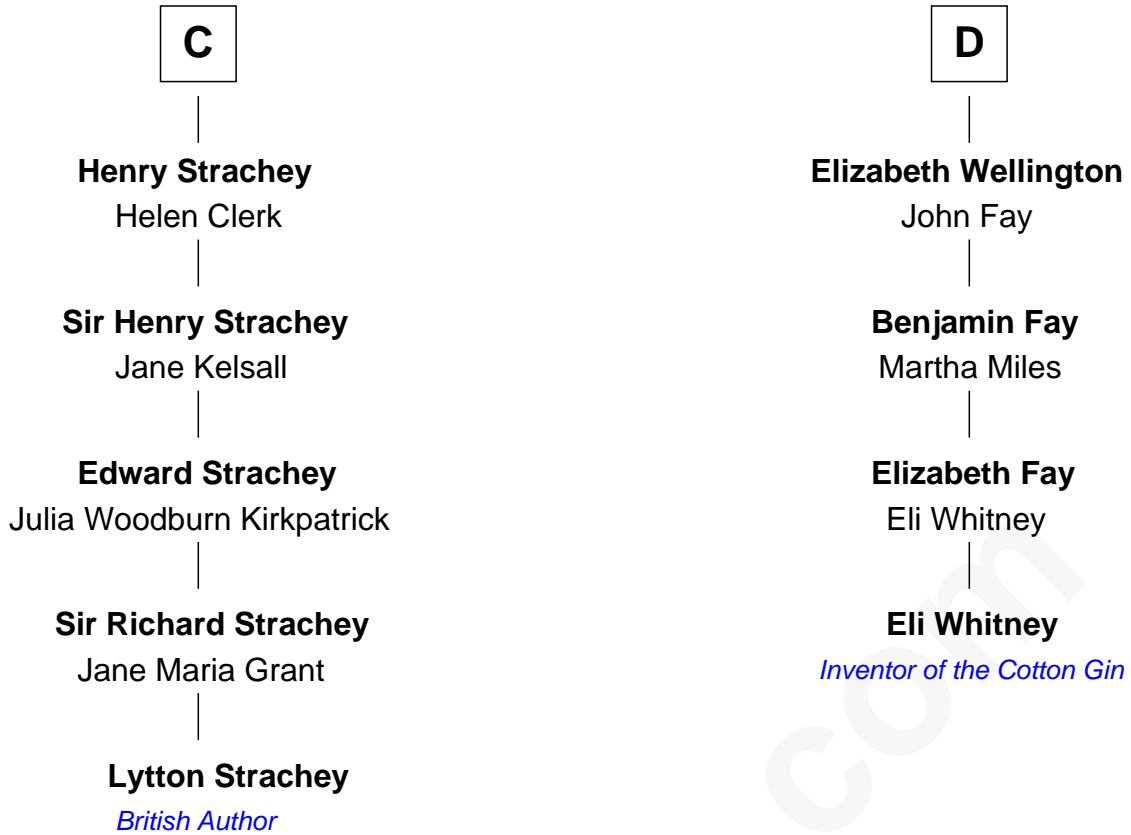 C
Henry Strachey
Helen Clerk
Sir Henry Strachey
Jane Kelsall
Edward Strachey
Julia Woodburn Kirkpatrick
Sir Richard Strachey
Jane Maria Grant
Lytton Strachey
British Author
D
Elizabeth Wellington
John Fay
Benjamin Fay
Martha Miles
Elizabeth Fay
Eli Whitney
Eli Whitney
Inventor of the Cotton Gin
com